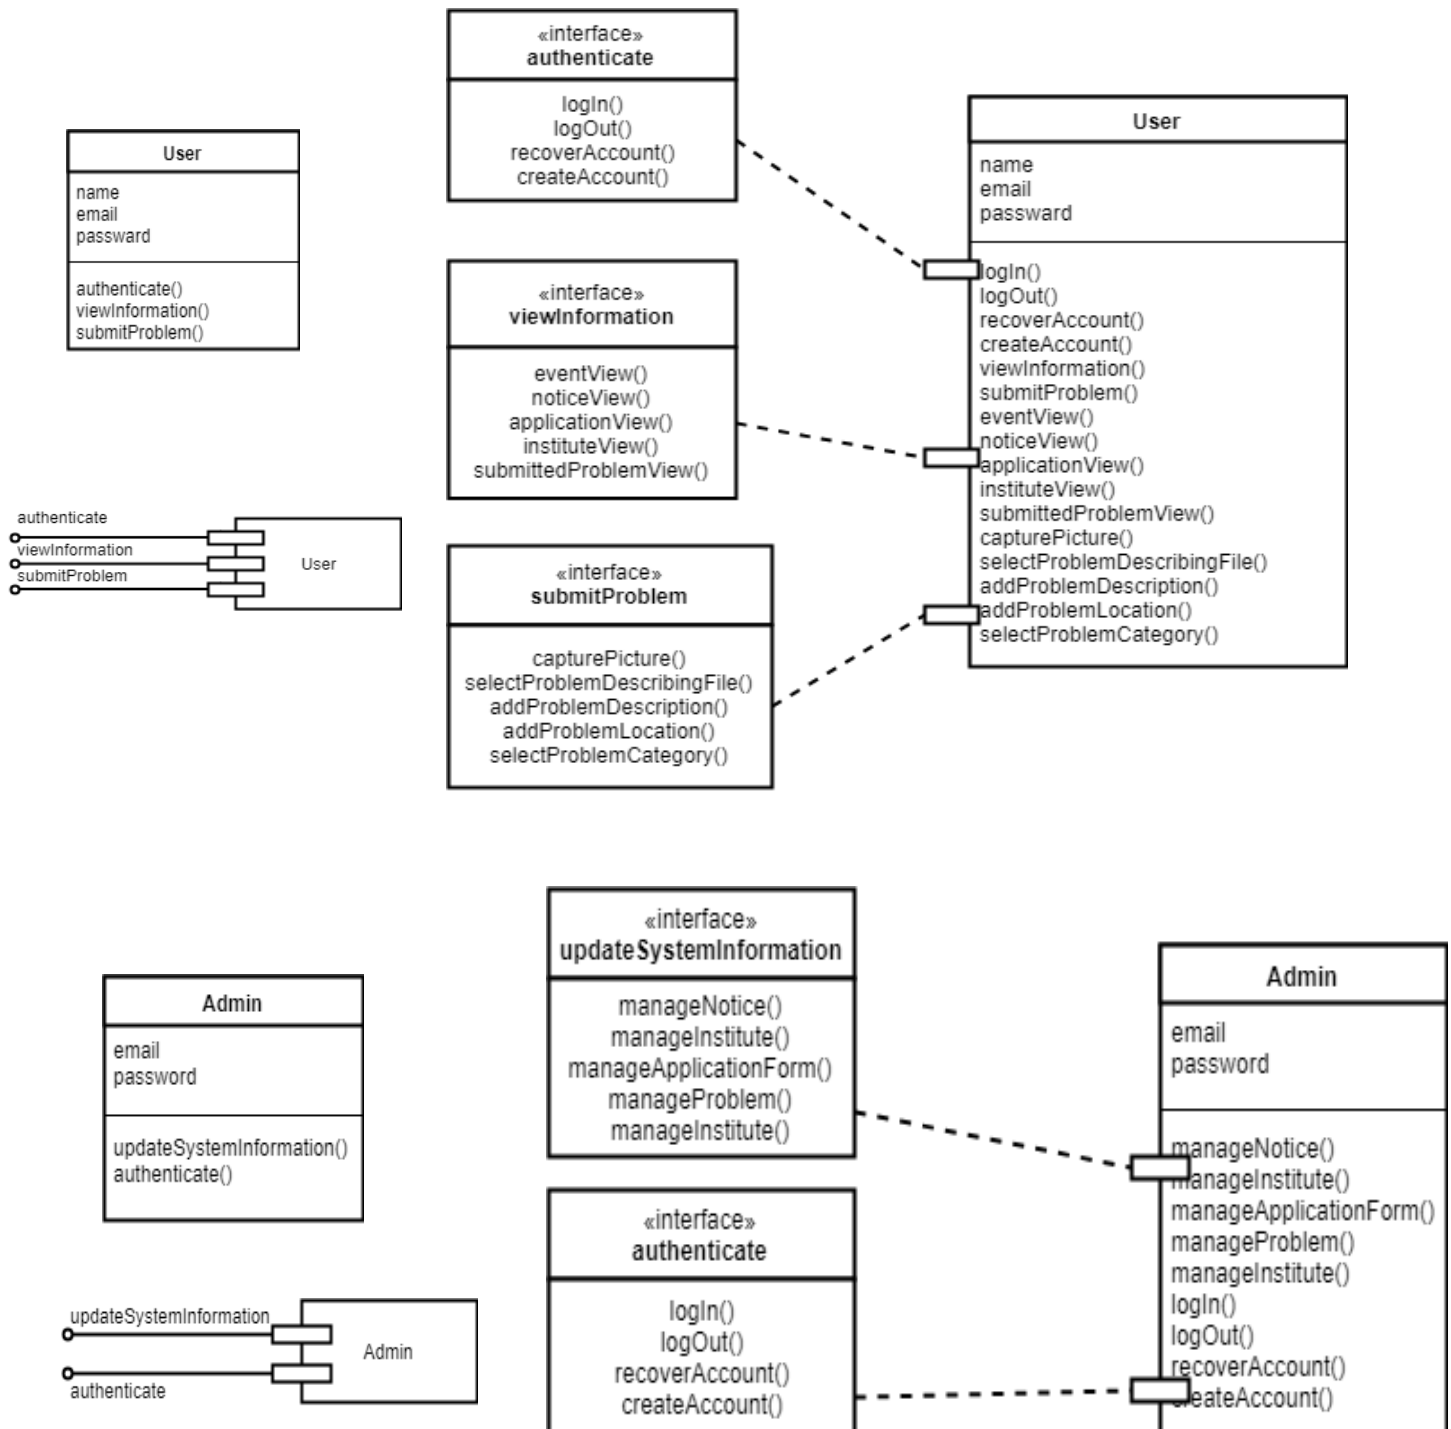 «interface»
authenticate
logIn()
logOut()
recoverAccount()
createAccount()
User
name
email
passward
authenticate()
viewInformation()
submitProblem()
«interface»
viewInformation
eventView()
noticeView()
applicationView()
instituteView()
submittedProblemView()
authenticate
viewInformation
submitProblem
User
«interface»
submitProblem
capturePicture()
selectProblemDescribingFile()
addProblemDescription()
addProblemLocation()
selectProblemCategory()
User
name
email
passward
logIn()
logOut()
recoverAccount()
createAccount()
viewInformation()
submitProblem()
eventView()
noticeView()
applicationView()
instituteView()
submittedProblemView()
capturePicture()
selectProblemDescribingFile()
addProblemDescription()
addProblemLocation()
selectProblemCategory()
Admin
email
password
updateSystemInformation()
authenticate()
updateSystemInformation
authenticate
Admin
«interface»
updateSystemInformation
manageNotice()
manageInstitute()
manageApplicationForm()
manageProblem()
manageInstitute()
«interface»
authenticate
logIn()
logOut()
recoverAccount()
createAccount()
Admin
email
password
manageNotice()
manageInstitute()
manageApplicationForm()
manageProblem()
manageInstitute()
logIn()
logOut()
recoverAccount()
createAccount()